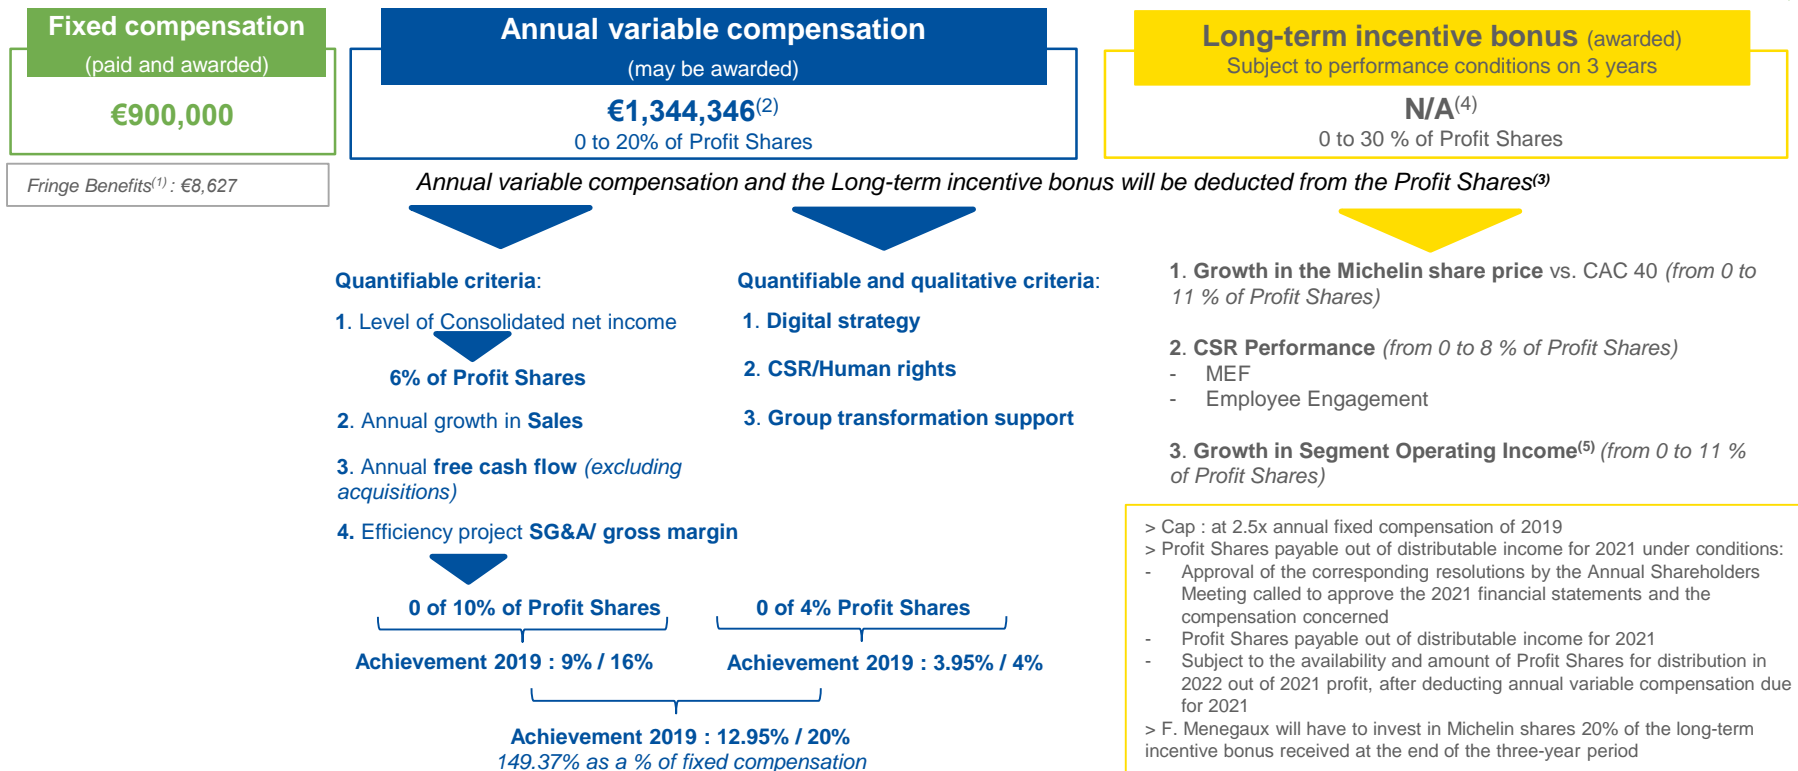 Fixed compensation
(paid and awarded)
€900,000
Fringe Benefits(1) : €8,627
Annual variable compensation
(may be awarded)
€1,344,346(2)
0 to 20% of Profit Shares
Long-term incentive bonus (awarded)
Subject to performance conditions on 3 years
N/A(4)
0 to 30 % of Profit Shares
Annual variable compensation and the Long-term incentive bonus will be deducted from the Profit Shares(3)
Quantifiable criteria:
1. Level of Consolidated net income
6% of Profit Shares
2. Annual growth in Sales
3. Annual free cash flow (excluding
acquisitions)
4. Efficiency project SG&A/ gross margin
0 of 10% of Profit Shares
Achievement 2019 : 9% / 16%
Quantifiable and qualitative criteria:
1. Digital strategy
2. CSR/Human rights
3. Group transformation support
0 of 4% Profit Shares
Achievement 2019 : 3.95% / 4%
Achievement 2019 : 12.95% / 20%
149.37% as a % of fixed compensation
1. Growth in the Michelin share price vs. CAC 40 (from 0 to
11 % of Profit Shares)
2. CSR Performance (from 0 to 8 % of Profit Shares)
- MEF
- Employee Engagement
3. Growth in Segment Operating Income(5) (from 0 to 11 %
of Profit Shares)
> Cap : at 2.5x annual fixed compensation of 2019
> Profit Shares payable out of distributable income for 2021 under conditions:
- Approval of the corresponding resolutions by the Annual Shareholders
Meeting called to approve the 2021 financial statements and the
compensation concerned
- Profit Shares payable out of distributable income for 2021
- Subject to the availability and amount of Profit Shares for distribution in
2022 out of 2021 profit, after deducting annual variable compensation due
for 2021
> F. Menegaux will have to invest in Michelin shares 20% of the long-term
incentive bonus received at the end of the three-year period